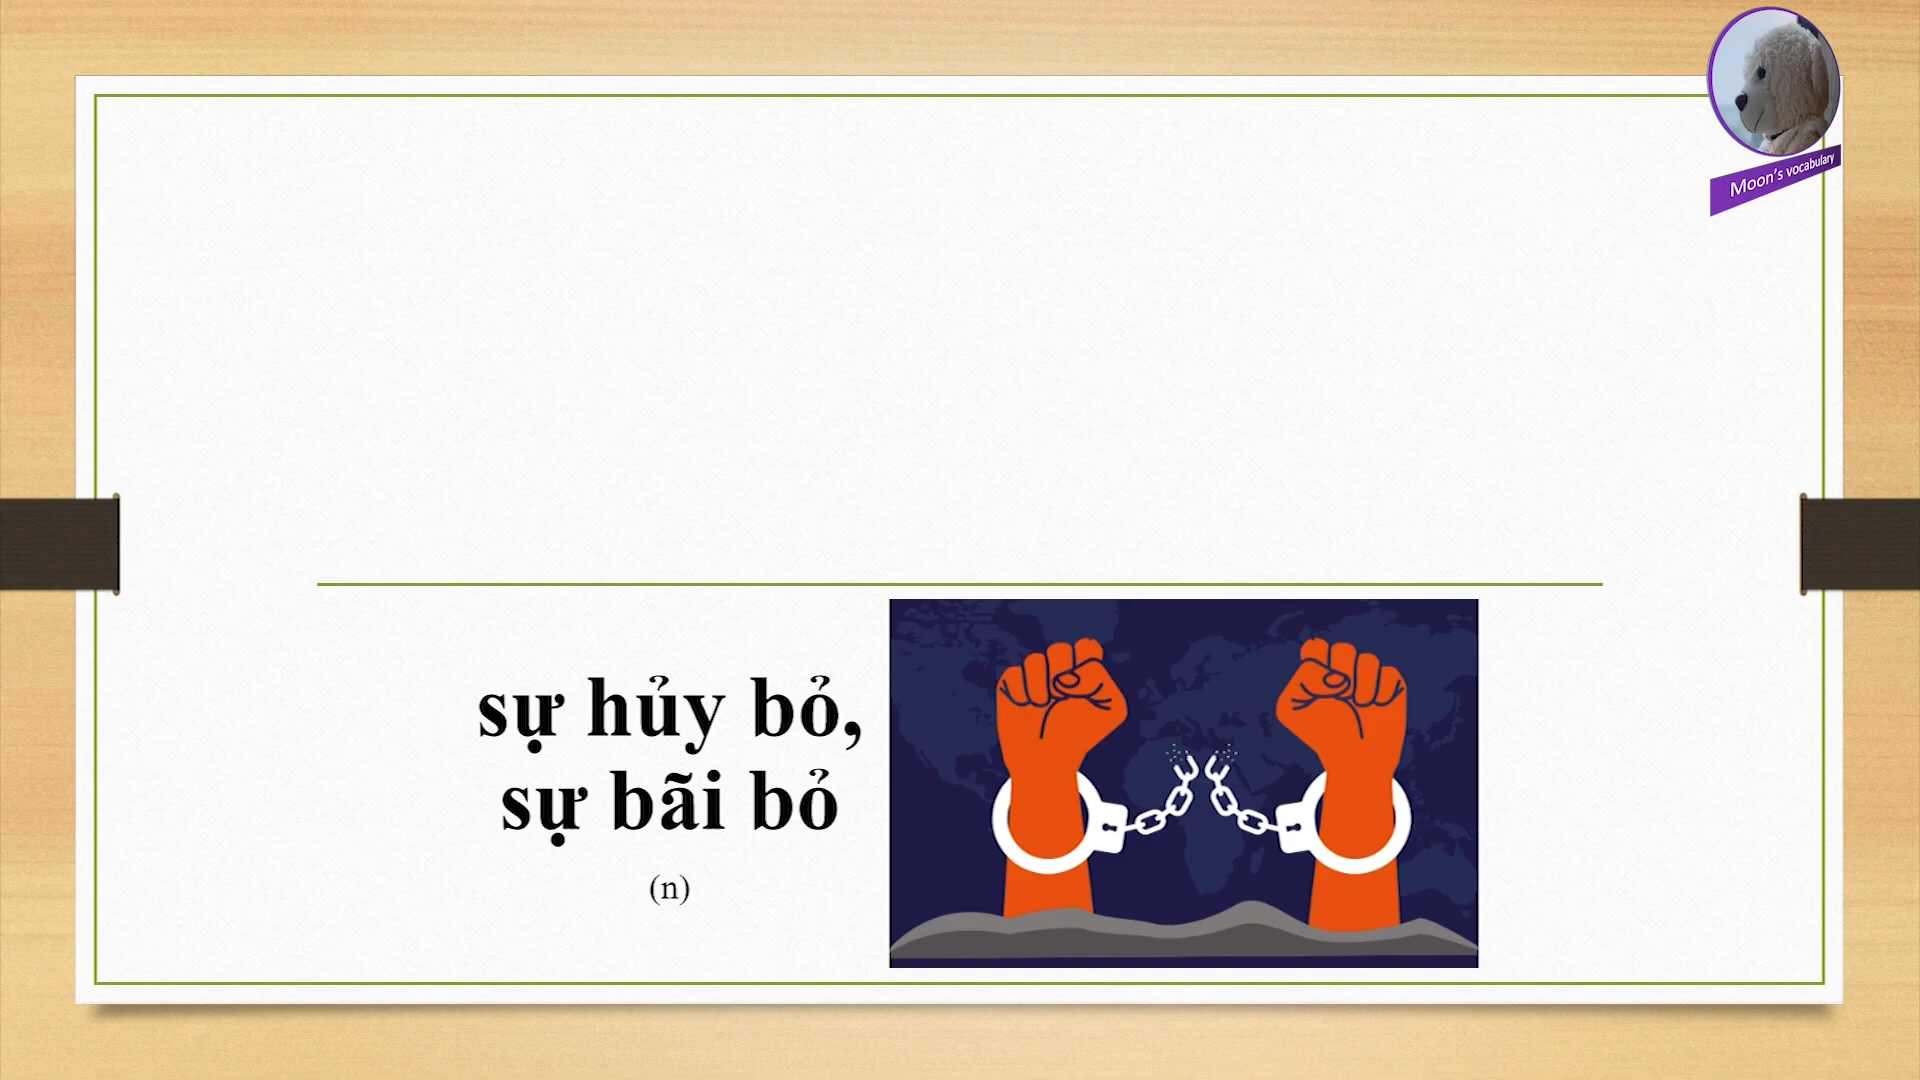 Moon's vocabulary
sự hủy bỏ,
sự bãi bỏ
(n)